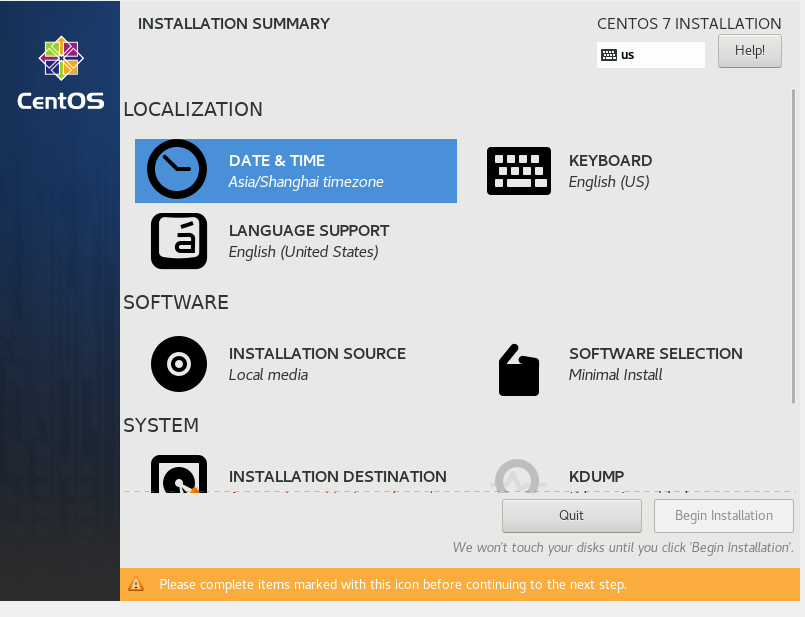 INSTALLATION SUMMARY
CENTOS 7 INSTALLATION
us
Help!
CentOS
LOCALIZATION
DATE & TIME
Asia/Shanghai timezone
KEYBOARD
English (US)
á
LANGUAGE SUPPORT
English (United States)
SOFTWARE
INSTALLATION SOURCE
Local media
SOFTWARE SELECTION
Minimal Install
SYSTEM
INSTALLATION DESTINATION
KDUMP
Quit
Begin Installation
We won't touch your disks until you click 'Begin Installation'.
Please complete items marked with this icon before continuing to the next step.